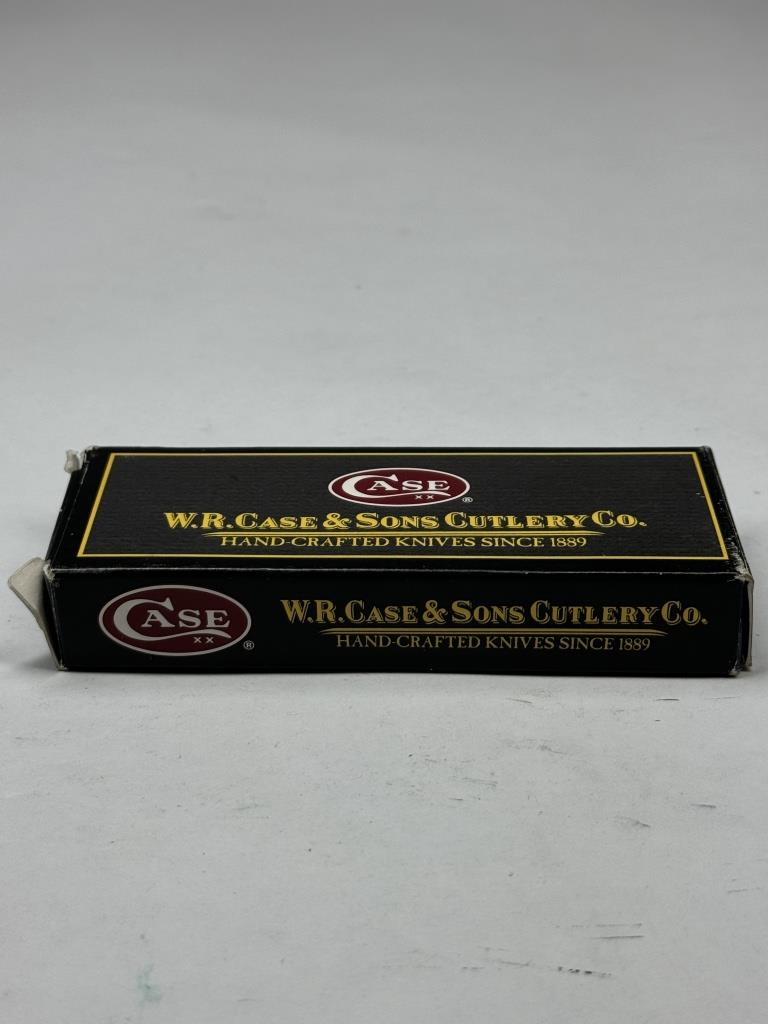 CASE
XX ®
W.R. CASE & SONS CUTLERY CO.
HAND-CRAFTED KNIVES SINCE 1889
CASE
XX ®
W.R. CASE & SONS CUTLERY CO.
HAND-CRAFTED KNIVES SINCE 1889